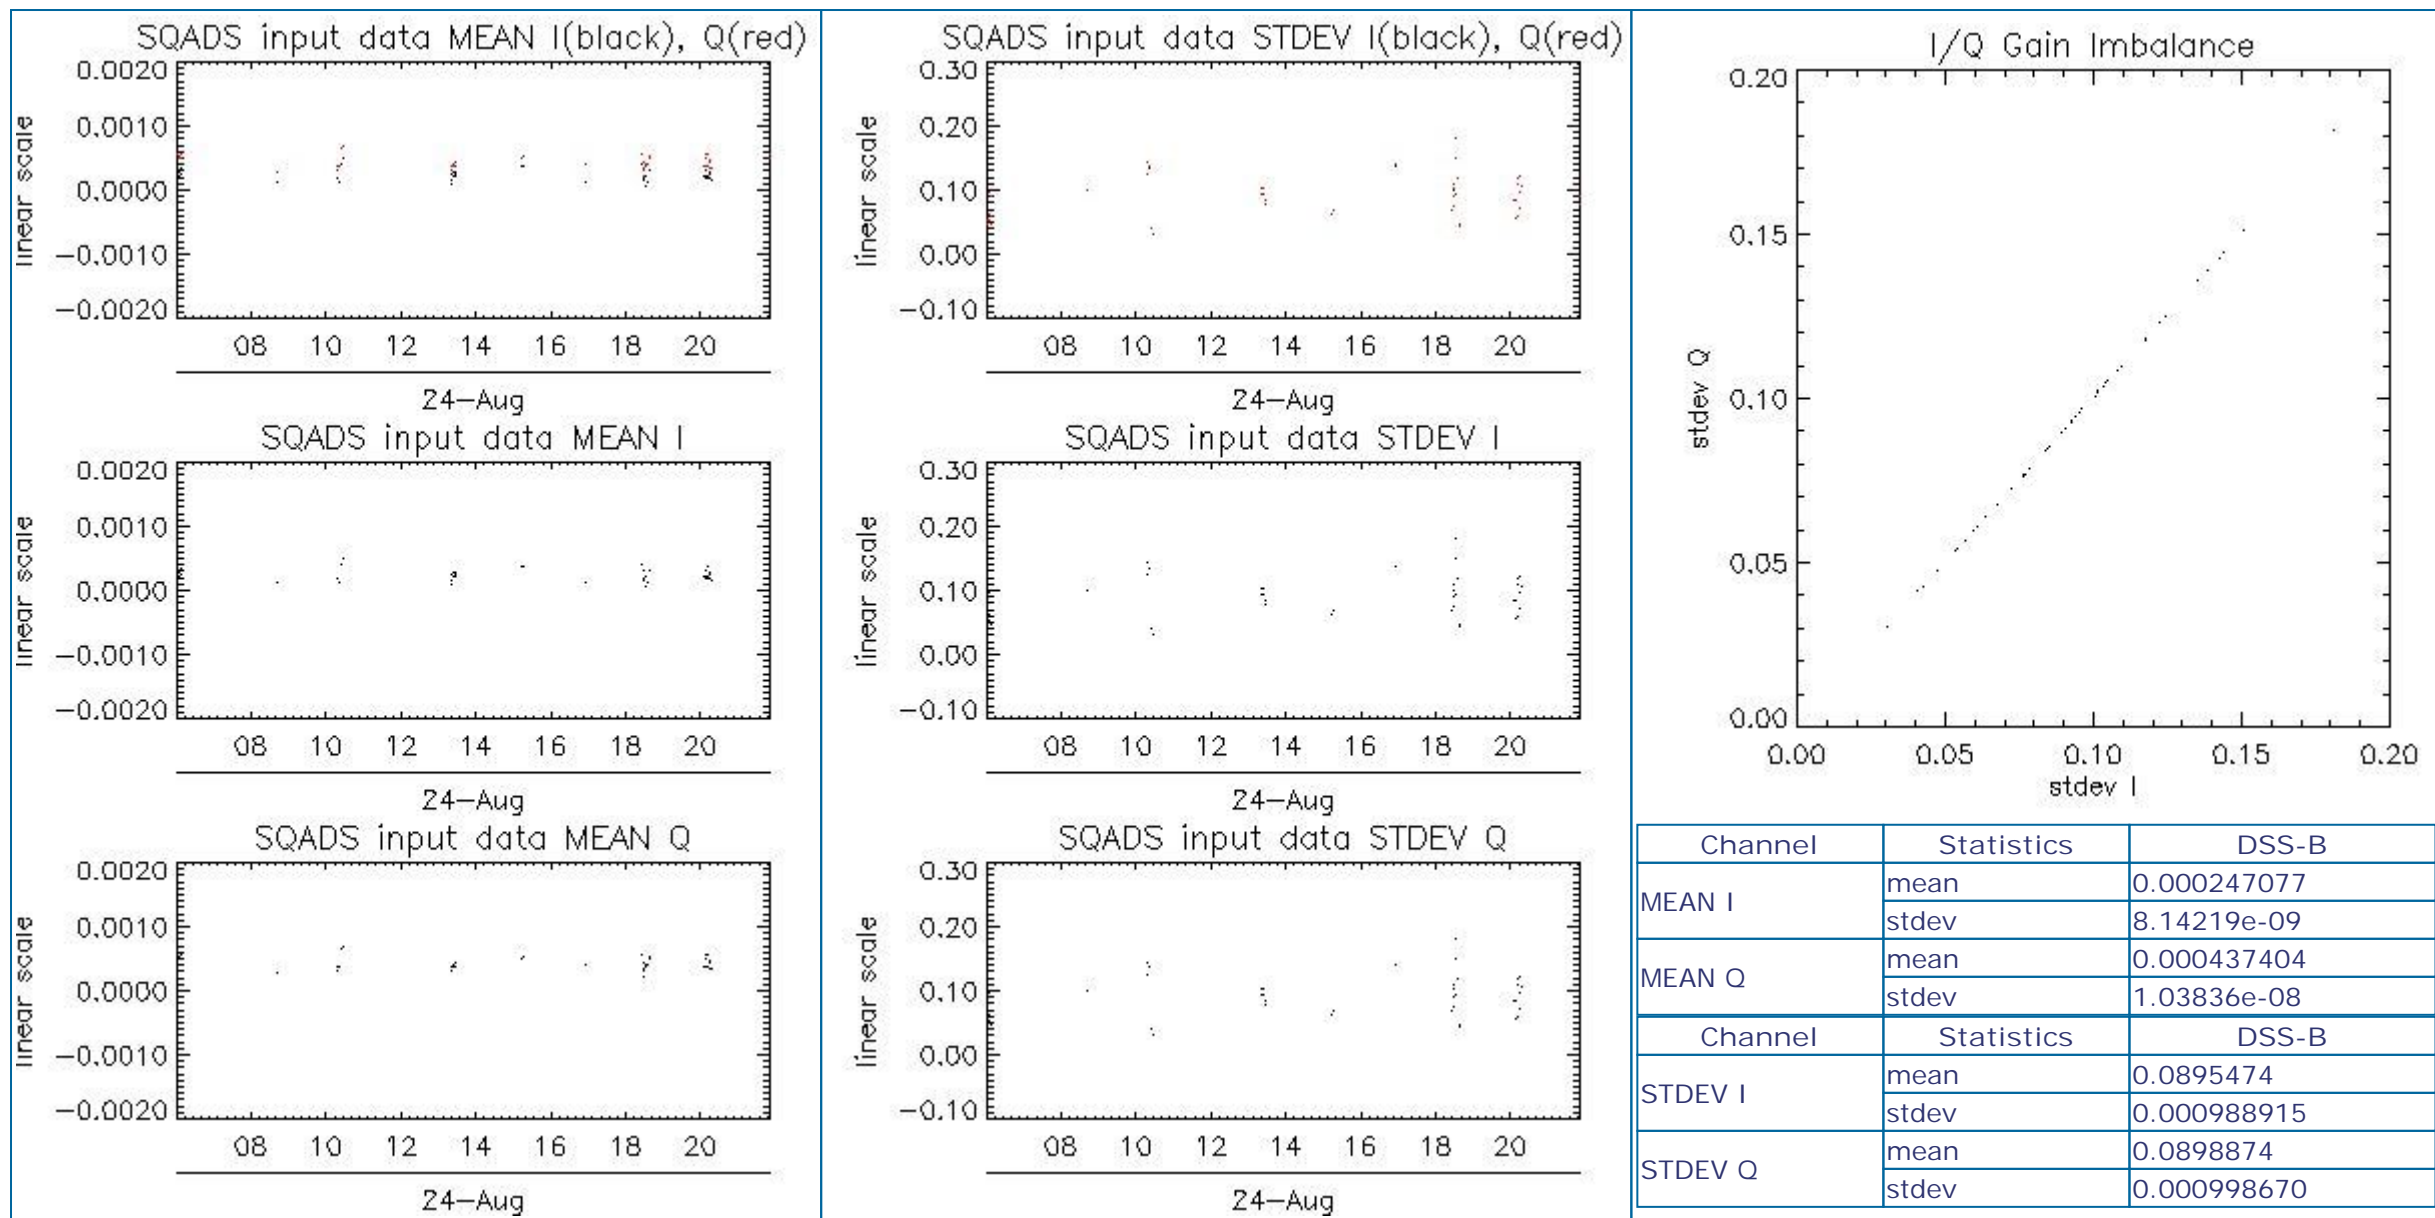 SQADS input data MEAN I(black), Q(red)
0.0020
0.0010
0.0000
−0.0010
−0.0020
linear scale
08 10 12 14 16 18 20
24−Aug
SQADS input data MEAN I
0.0020
0.0010
0.0000
−0.0010
−0.0020
linear scale
08 10 12 14 16 18 20
24−Aug
SQADS input data MEAN Q
0.0020
0.0010
0.0000
−0.0010
−0.0020
linear scale
08 10 12 14 16 18 20
24−Aug
SQADS input data STDEV I(black), Q(red)
0.30
0.20
0.10
0.00
−0.10
linear scale
08 10 12 14 16 18 20
24−Aug
SQADS input data STDEV I
0.30
0.20
0.10
0.00
−0.10
linear scale
08 10 12 14 16 18 20
24−Aug
SQADS input data STDEV Q
0.30
0.20
0.10
0.00
−0.10
linear scale
08 10 12 14 16 18 20
24−Aug
I/Q Gain Imbalance
0.20
0.15
0.10
0.05
0.00
stdev Q
0.00 0.05 0.10 0.15 0.20
stdev I
Channel Statistics DSS-B
MEAN I mean 0.000247077
stdev 8.14219e-09
MEAN Q mean 0.000437404
stdev 1.03836e-08
Channel Statistics DSS-B
STDEV I mean 0.0895474
stdev 0.000988915
STDEV Q mean 0.0898874
stdev 0.000998670